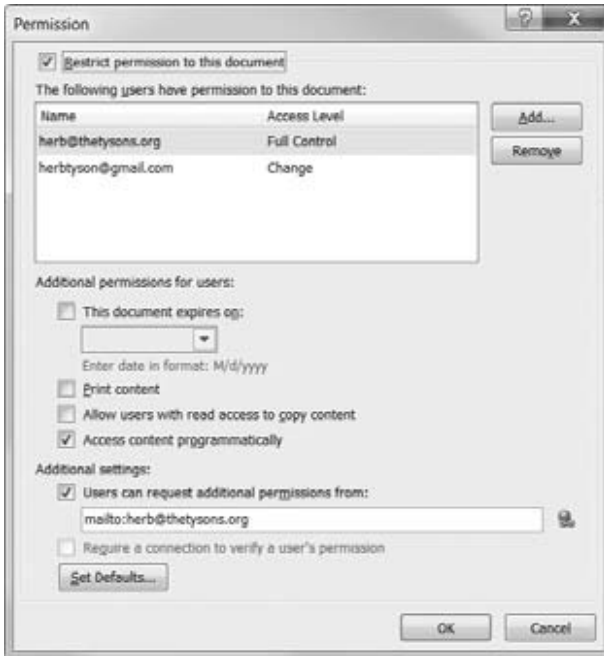 Permission
Restrict permission to this document
The following users have permission to this document:
Name Access Level
herb@thetysons.org Full Control
herbtyson@gmail.com Change
Add...
Remove
Additional permissions for users:
This document expires on:
Enter date in format: M/d/yyyy
Print content
Allow users with read access to copy content
Access content programmatically
Additional settings:
Users can request additional permissions from:
mailto:herb@thetysons.org
Require a connection to verify a user's permission
Set Defaults...
OK Cancel